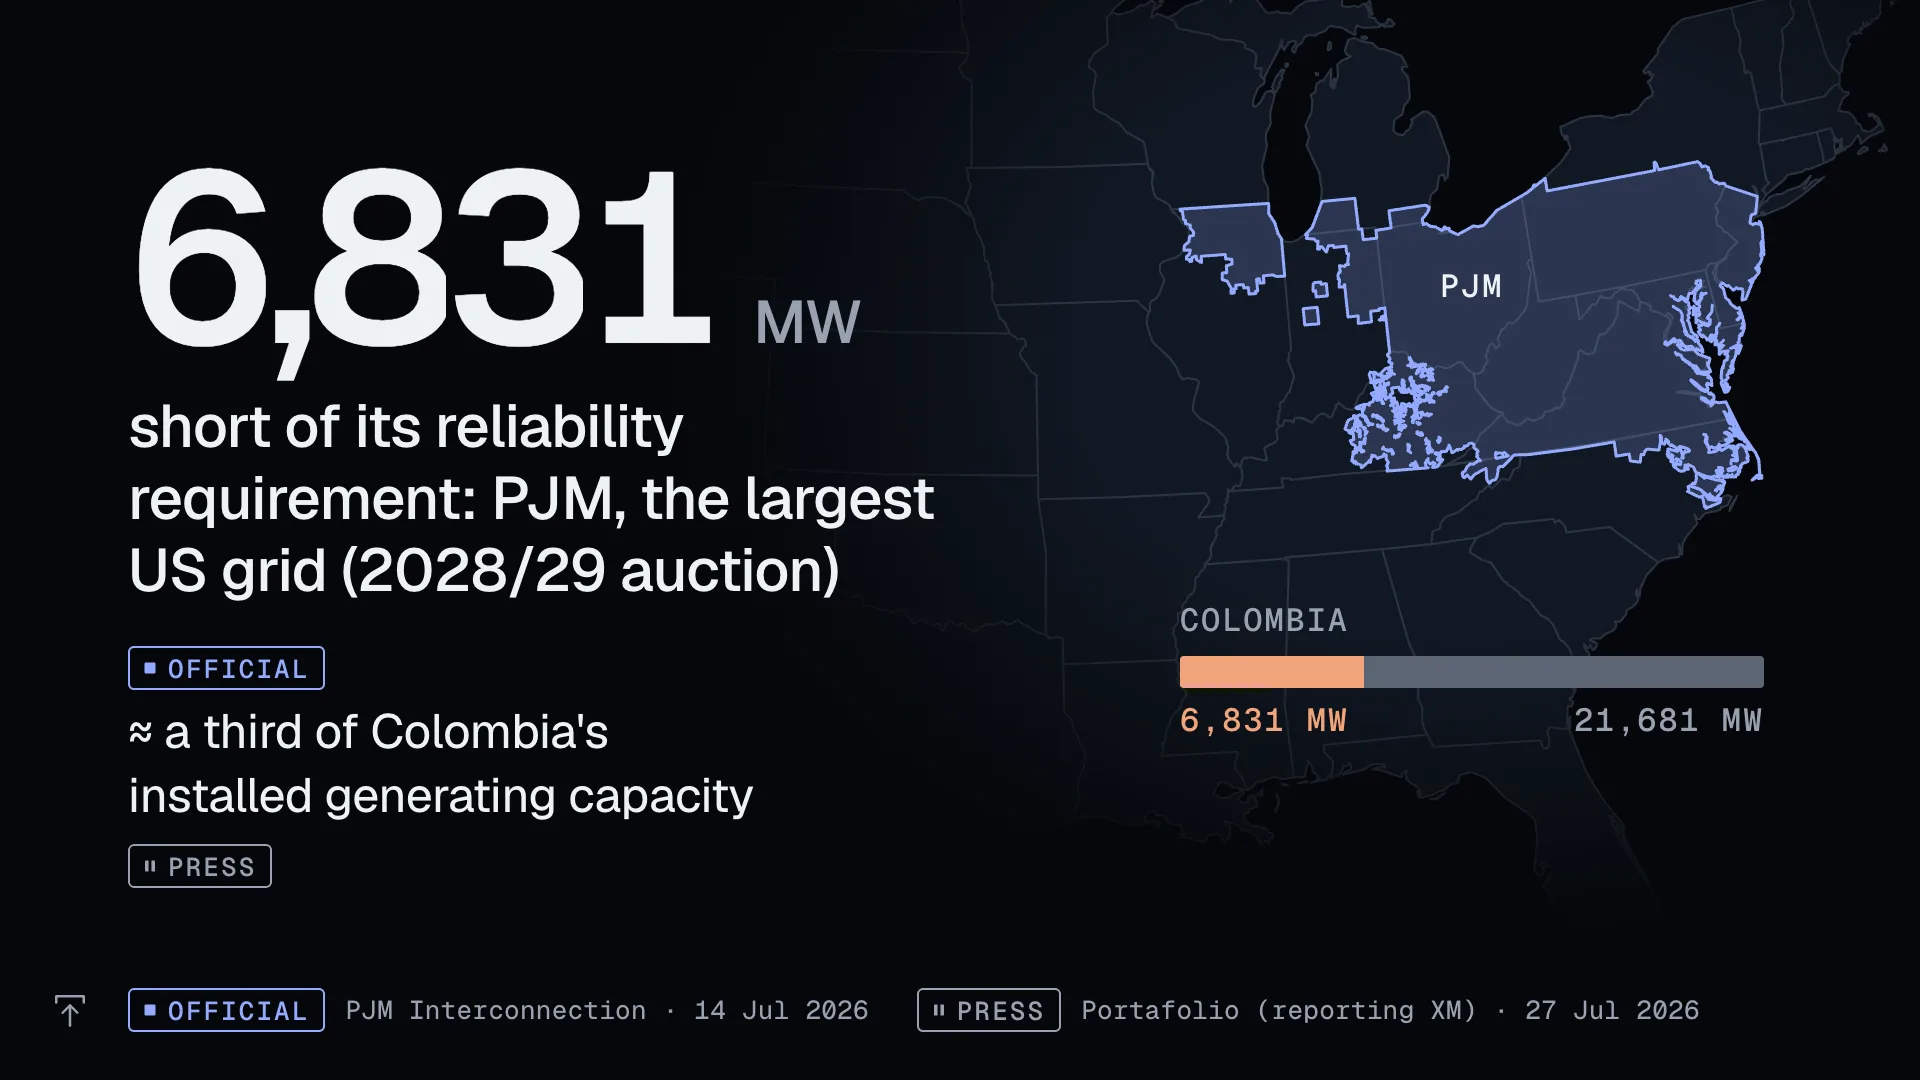 6,831 MW
short of its reliability
requirement: PJM, the largest
US grid (2028/29 auction)
OFFICIAL
≈ a third of Colombia's
installed generating capacity
PRESS
PJM
COLOMBIA
6,831 MW
21,681 MW
OFFICIAL PJM Interconnection · 14 Jul 2026
PRESS Portafolio (reporting XM) · 27 Jul 2026